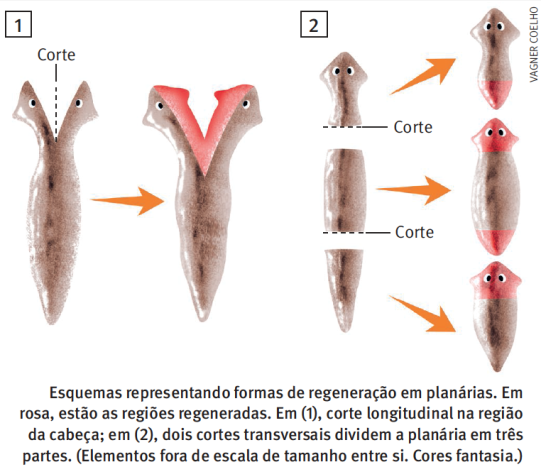 1
Corte
2
Corte
Corte
VAGNER COELHO
Esquemas representando formas de regeneração em planárias. Em
rosa, estão as regiões regeneradas. Em (1), corte longitudinal na região
da cabeça; em (2), dois cortes transversais dividem a planária em três
partes. (Elementos fora de escala de tamanho entre si. Cores fantasia.)